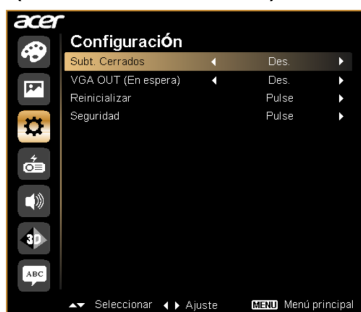 acer
Configuración
Subt. Cerrados Des.
VGA OUT (En espera) Des.
Reinicializar Pulse
Seguridad Pulse
3D
ABC
Seleccionar Ajuste MENU Menú principal